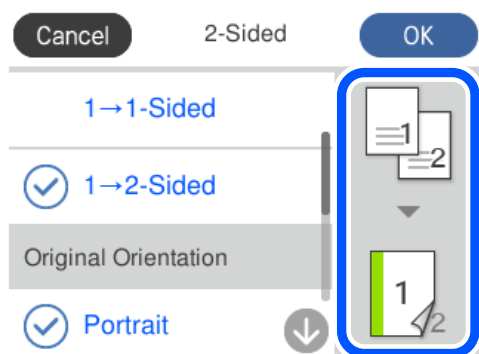 Cancel 2-Sided OK
1→1-Sided
1→2-Sided
Original Orientation
Portrait
1
2
1
2